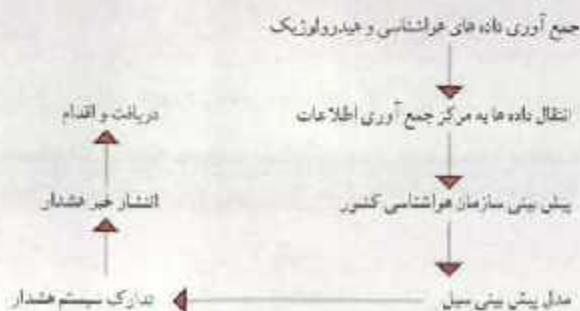 جمع آوری داده های هواشناسی و هیدرولوژیک
انتقال داده ها به مرکز جمع آوری اطلاعات
پیش بینی سازمان هواشناسی کشور
مدل پیش بینی سیل
تدارک سیستم هشدار
انتشار خبر هشدار
دریافت و اقدام